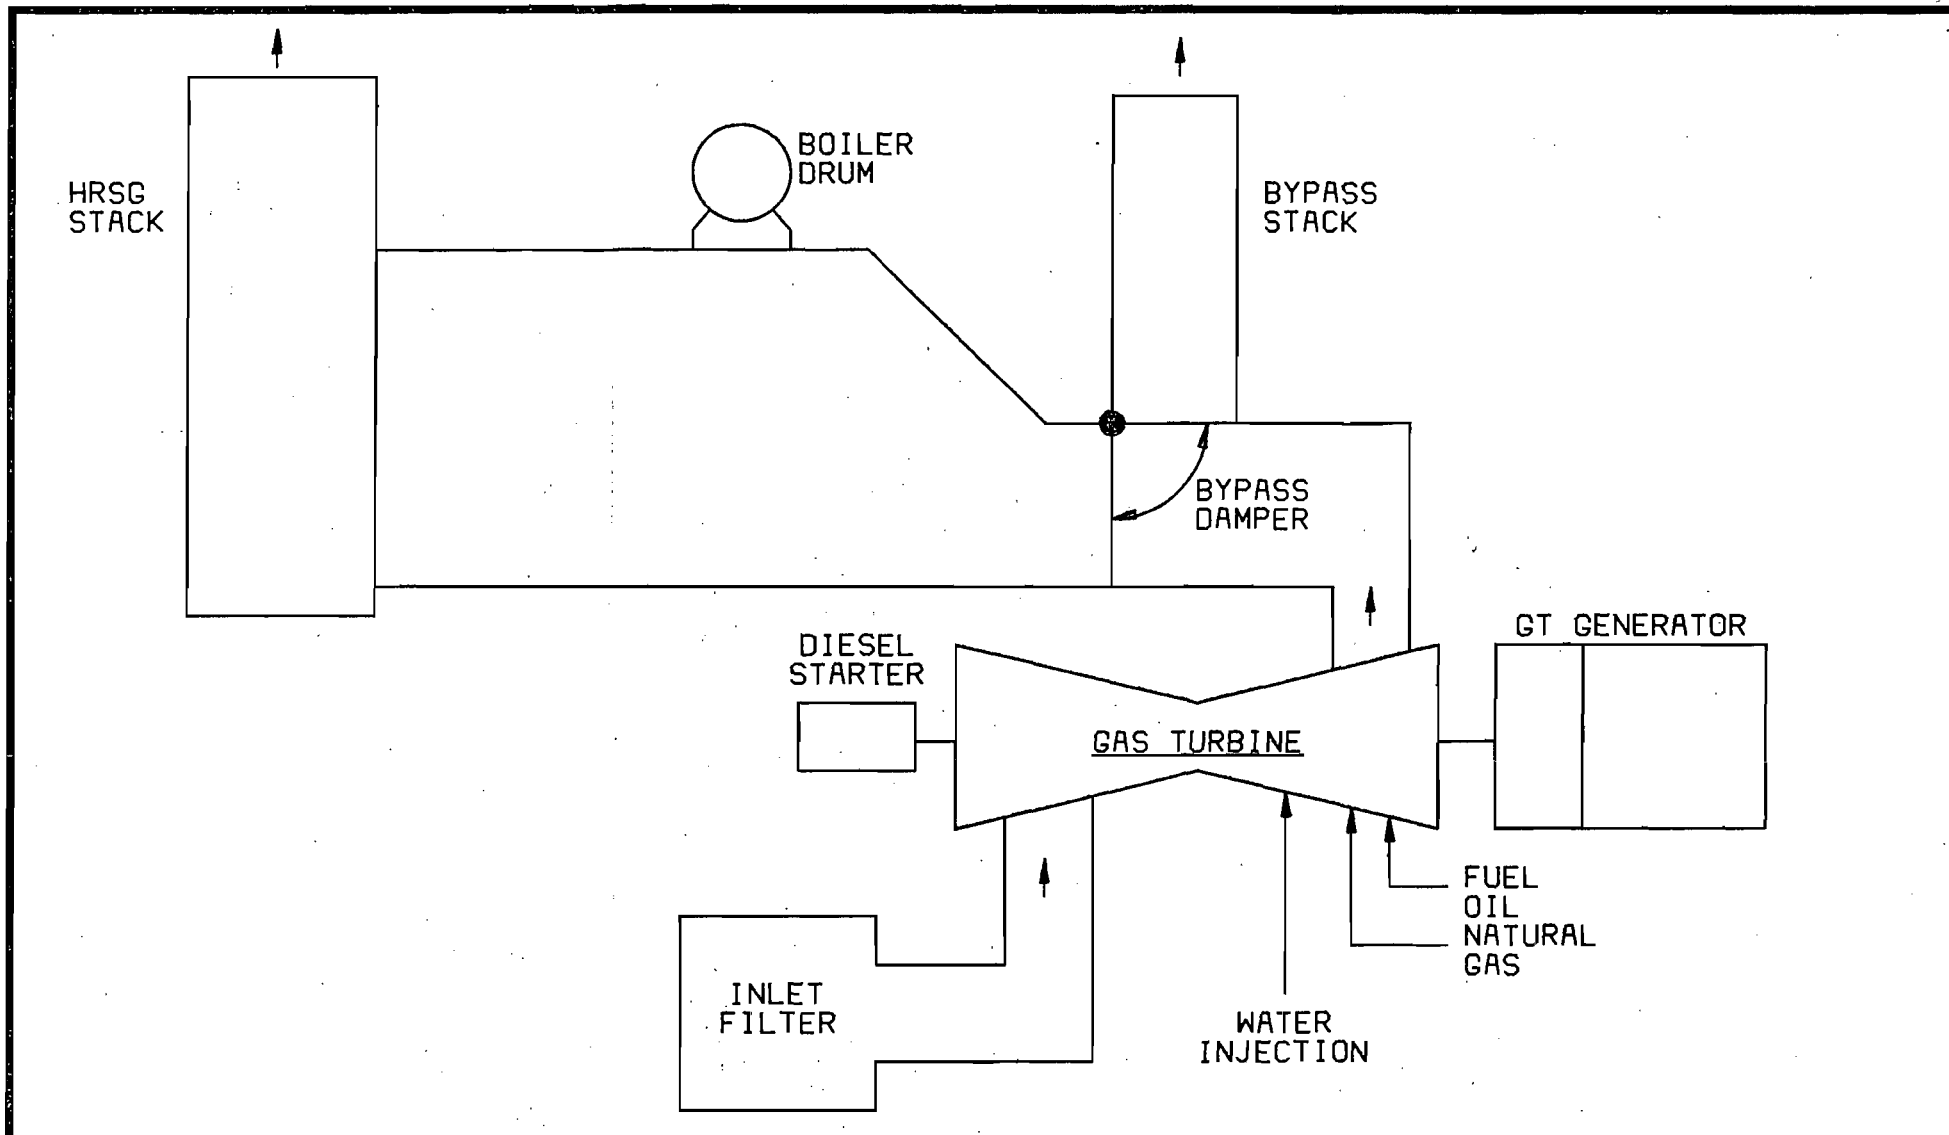 BOILER
DRUM
HRSG
STACK
BYPASS
STACK
BYPASS
DAMPER
GT GENERATOR
DIESEL
STARTER
GAS TURBINE
FUEL
OIL
NATURAL
GAS
INLET
FILTER
WATER
INJECTION